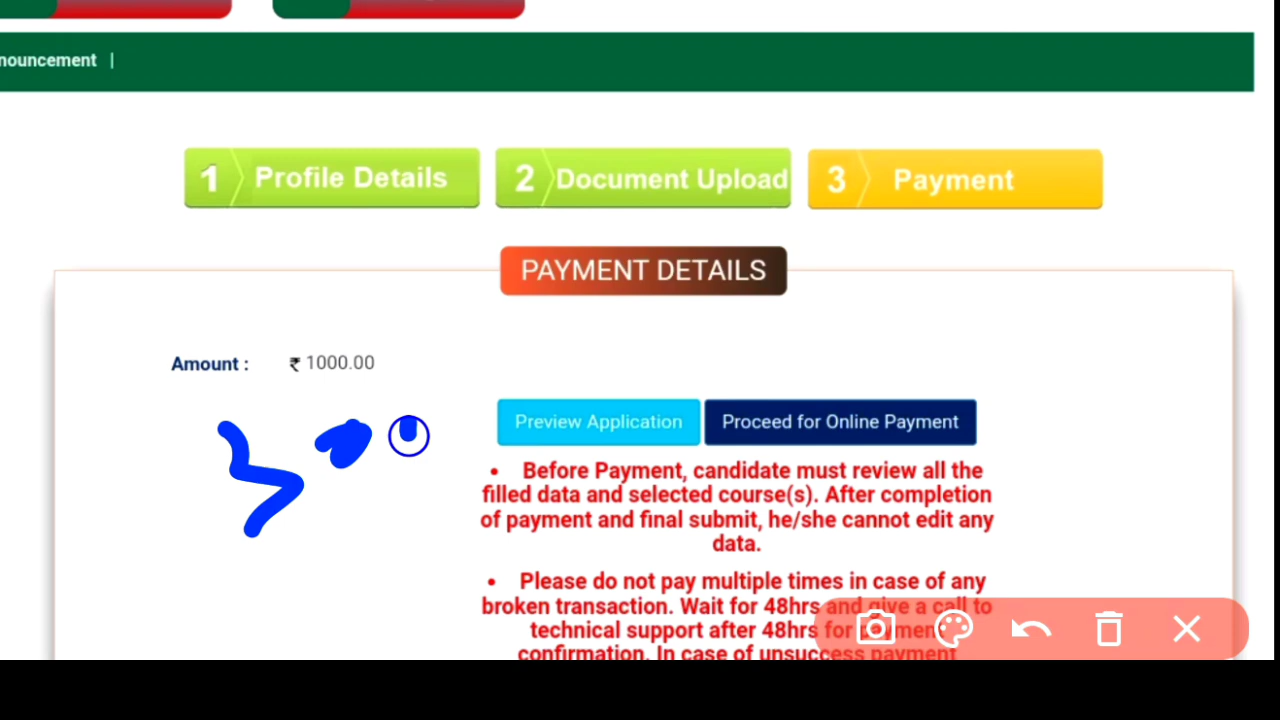 nouncement |
1 Profile Details 2 Document Upload 3 Payment
PAYMENT DETAILS
Amount : ₹ 1000.00
Preview Application Proceed for Online Payment
• Before Payment, candidate must review all the
filled data and selected course(s). After completion
of payment and final submit, he/she cannot edit any
data.
• Please do not pay multiple times in case of any
broken transaction. Wait for 48hrs and give a call to
technical support after 48hrs for payment
confirmation. In case of unsuccess payment